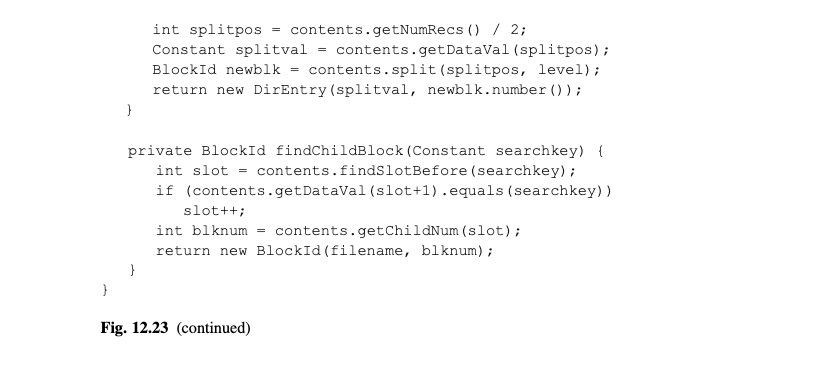 int splitpos = contents.getNumRecs() / 2;
Constant splitval = contents.getDataVal(splitpos);
BlockId newblk = contents.split(splitpos, level);
return new DirEntry(splitval, newblk.number());
}
private BlockId findChildBlock(Constant searchkey) {
int slot = contents.findSlotBefore(searchkey);
if (contents.getDataVal(slot+1).equals(searchkey))
slot++;
int blknum = contents.getChildNum(slot);
return new BlockId(filename, blknum);
}
}
Fig. 12.23 (continued)